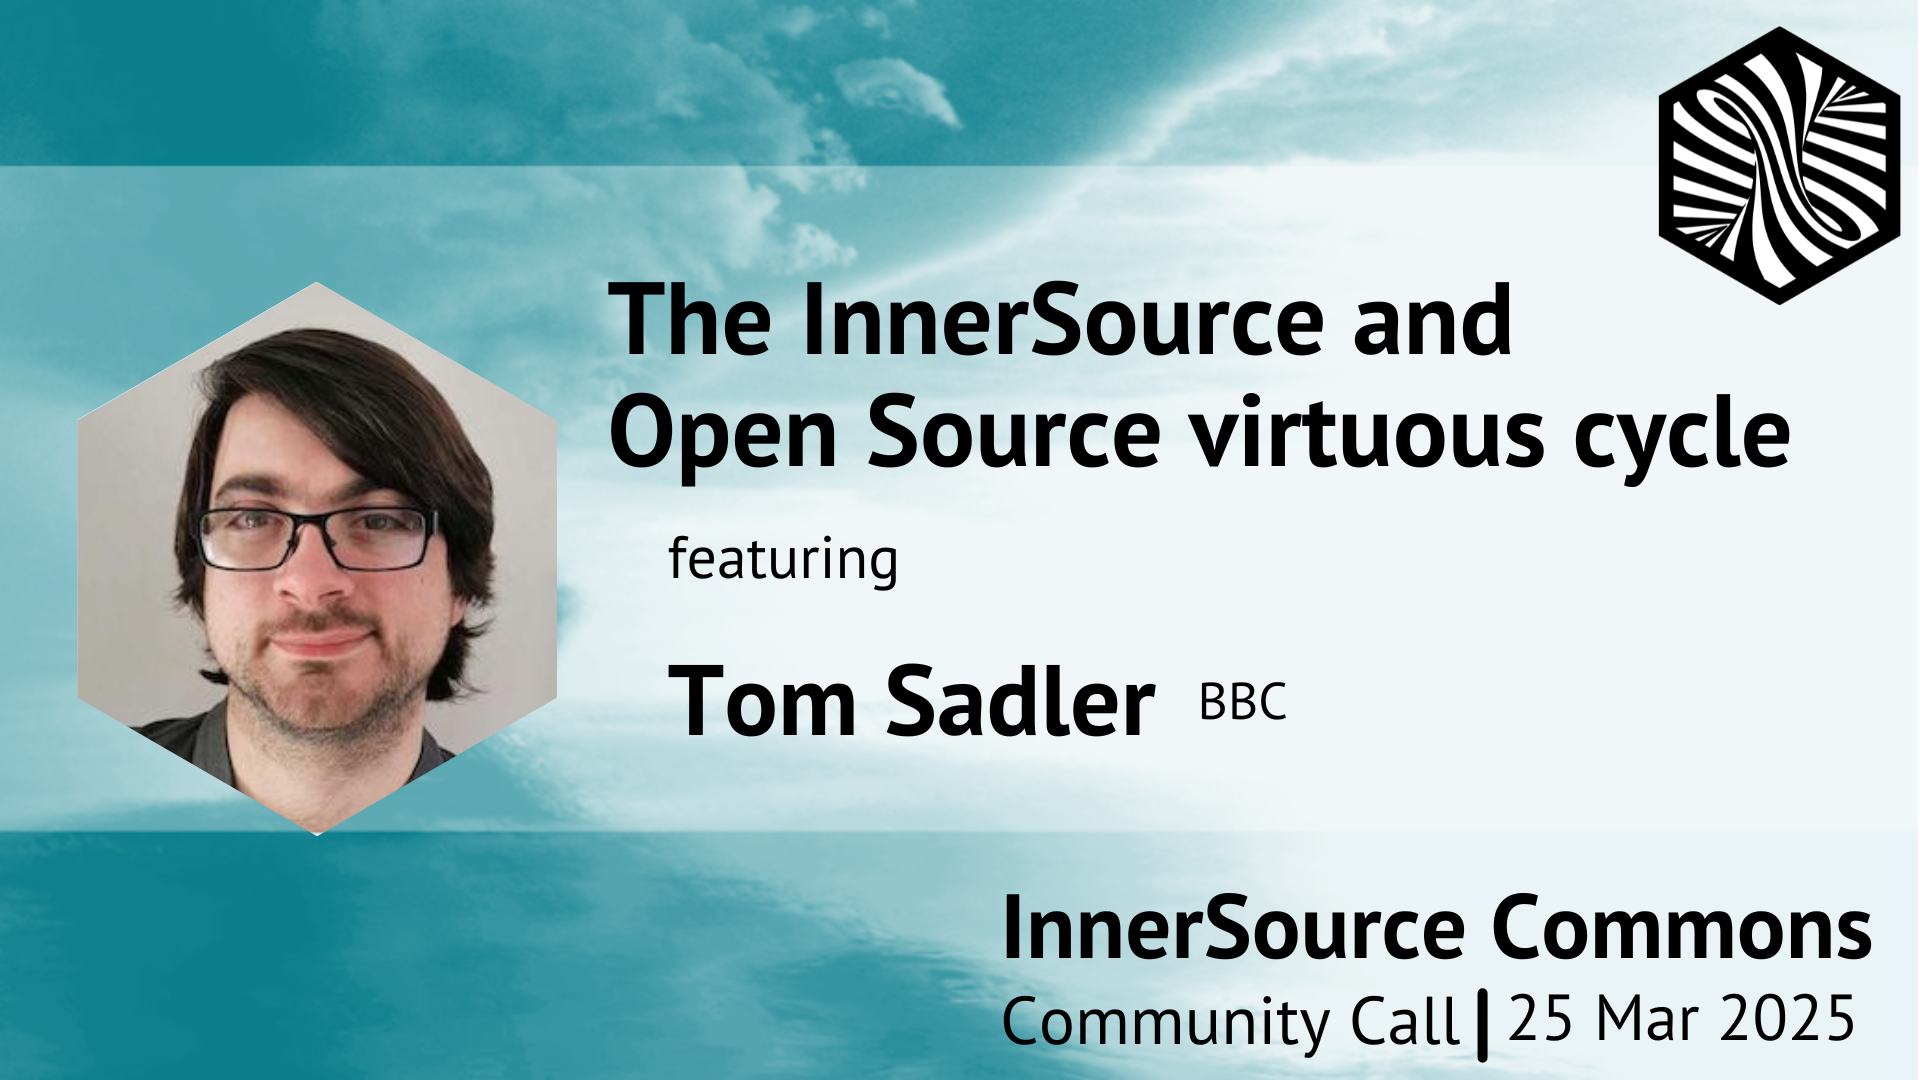 The InnerSource and
Open Source virtuous cycle
featuring
Tom Sadler BBC
InnerSource Commons
Community Call | 25 Mar 2025